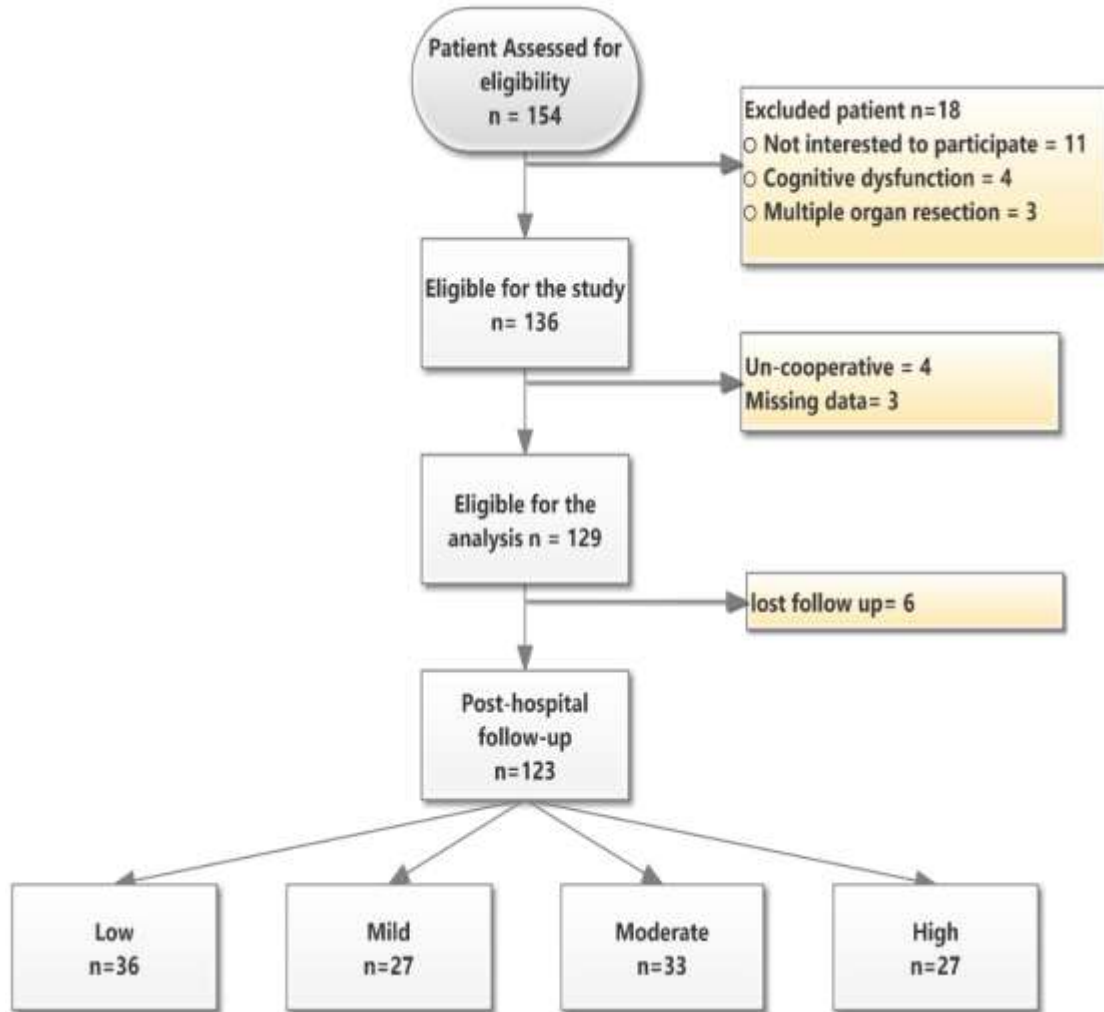 Patient Assessed for
eligibility
n = 154
Excluded patient n=18
○ Not interested to participate = 11
○ Cognitive dysfunction = 4
○ Multiple organ resection = 3
Eligible for the study
n= 136
Un-cooperative = 4
Missing data= 3
Eligible for the
analysis n = 129
lost follow up= 6
Post-hospital
follow-up
n=123
Low
n=36
Mild
n=27
Moderate
n=33
High
n=27